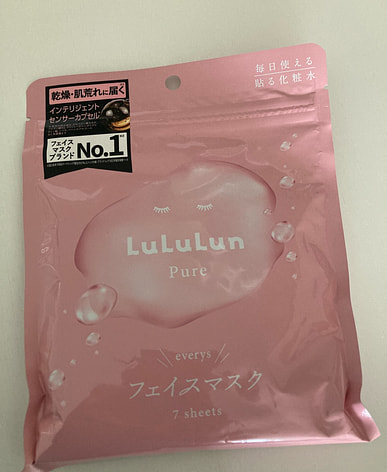 毎日使える
貼る化粧水
乾燥・肌荒れに届く
インテリジェント
センサーカプセル
フェイス
マスク
ブランド
No.1
LuLuLun
Pure
everys
フェイスマスク
7 sheets